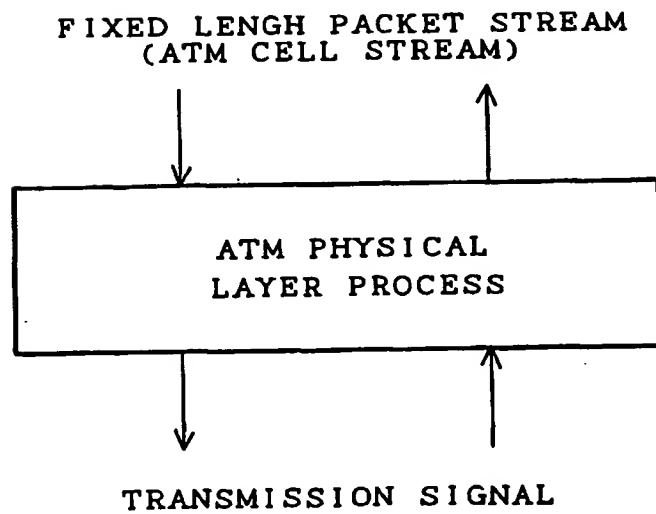 FIXED LENGH PACKET STREAM
(ATM CELL STREAM)
ATM PHYSICAL
LAYER PROCESS
TRANSMISSION SIGNAL